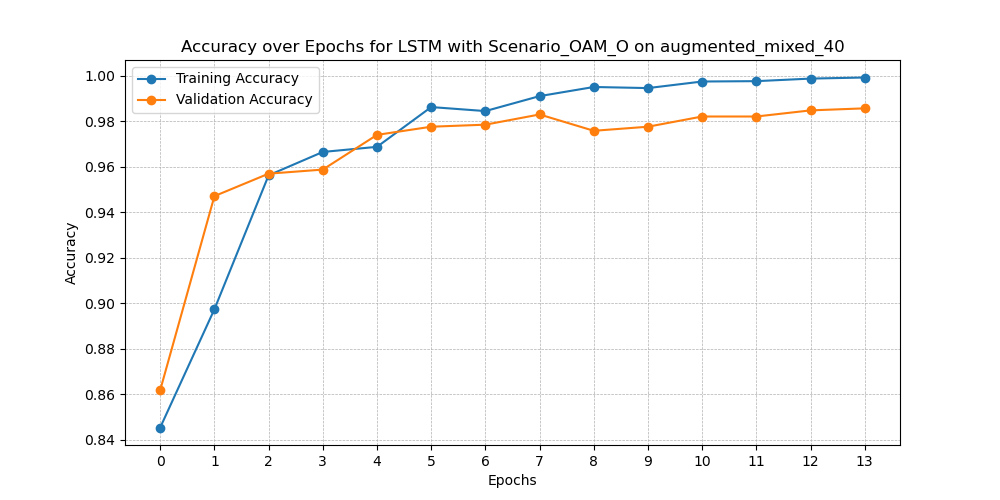 Accuracy over Epochs for LSTM with Scenario_OAM_O on augmented_mixed_40
Training Accuracy
Validation Accuracy
1.00
0.98
0.96
0.94
0.92
0.90
0.88
0.86
0.84
Accuracy
0 1 2 3 4 5 6 7 8 9 10 11 12 13
Epochs